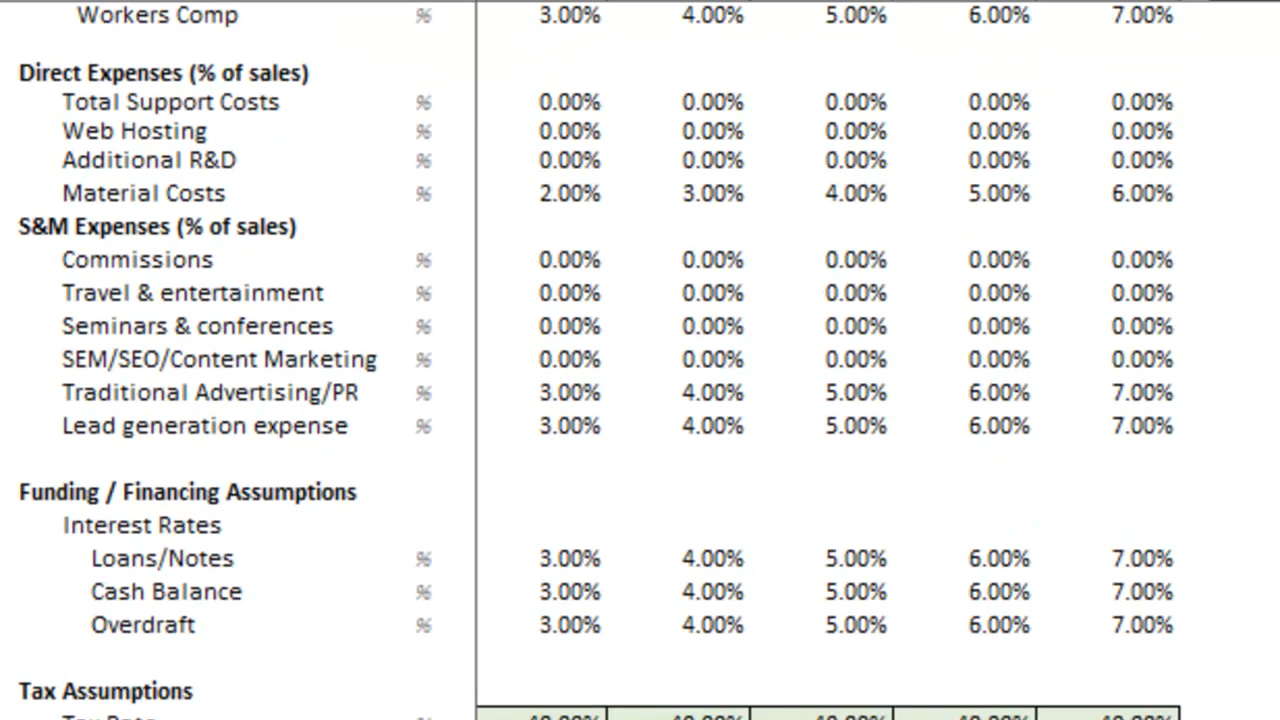 Workers Comp % 3.00% 4.00% 5.00% 6.00% 7.00%
Direct Expenses (% of sales)
Total Support Costs % 0.00% 0.00% 0.00% 0.00% 0.00%
Web Hosting % 0.00% 0.00% 0.00% 0.00% 0.00%
Additional R&D % 0.00% 0.00% 0.00% 0.00% 0.00%
Material Costs % 2.00% 3.00% 4.00% 5.00% 6.00%
S&M Expenses (% of sales)
Commissions % 0.00% 0.00% 0.00% 0.00% 0.00%
Travel & entertainment % 0.00% 0.00% 0.00% 0.00% 0.00%
Seminars & conferences % 0.00% 0.00% 0.00% 0.00% 0.00%
SEM/SEO/Content Marketing % 0.00% 0.00% 0.00% 0.00% 0.00%
Traditional Advertising/PR % 3.00% 4.00% 5.00% 6.00% 7.00%
Lead generation expense % 3.00% 4.00% 5.00% 6.00% 7.00%
Funding / Financing Assumptions
Interest Rates
Loans/Notes % 3.00% 4.00% 5.00% 6.00% 7.00%
Cash Balance % 3.00% 4.00% 5.00% 6.00% 7.00%
Overdraft % 3.00% 4.00% 5.00% 6.00% 7.00%
Tax Assumptions
Tax Rate %